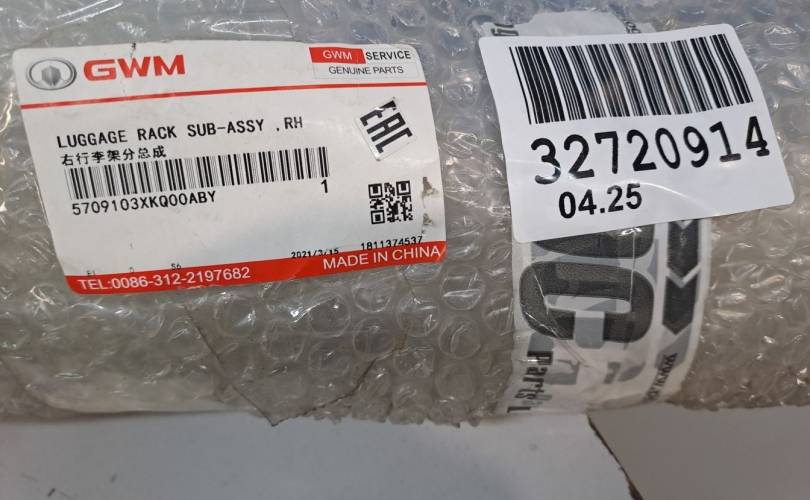 GWM
GWM SERVICE
GENUINE PARTS
LUGGAGE RACK SUB-ASSY ,RH
右行李架分总成
EAC
5709103XKQ00ABY
1
2021/3/15
1811374537
MADE IN CHINA
TEL:0086-312-2197682
32720914
04.25
Parts